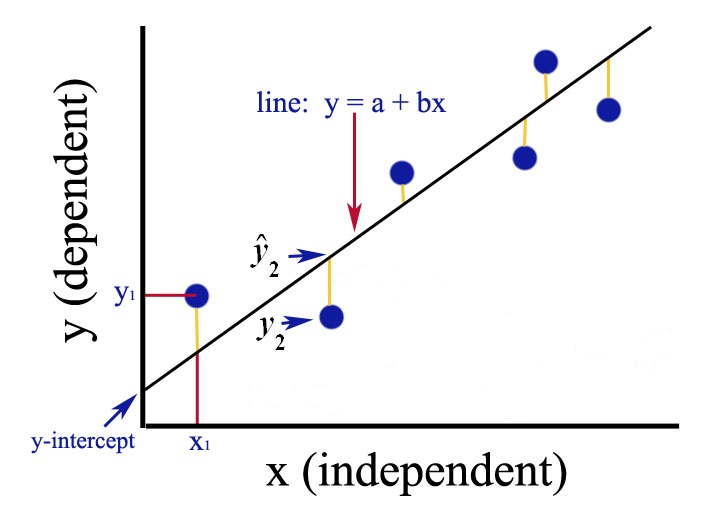 line: y = a + bx
y (dependent)
ŷ₂
y₁
y₂
y-intercept
x₁
x (independent)